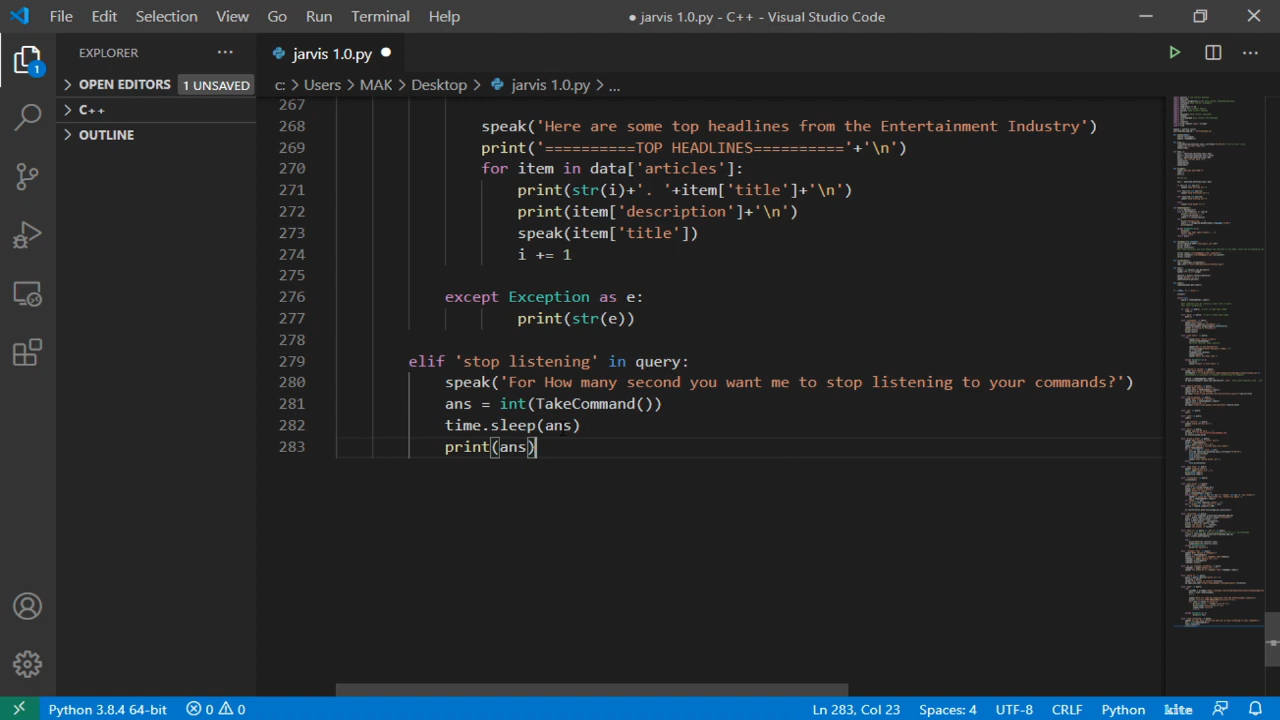 File Edit Selection View Go Run Terminal Help ● jarvis 1.0.py - C++ - Visual Studio Code
EXPLORER ··· jarvis 1.0.py
OPEN EDITORS 1 UNSAVED
C++
OUTLINE
1
c: > Users > MAK > Desktop > jarvis 1.0.py > ...
267
268 speak('Here are some top headlines from the Entertainment Industry')
269 print('==========TOP HEADLINES=========='+'\n')
270 for item in data['articles']:
271 print(str(i)+'. '+item['title']+'\n')
272 print(item['description']+'\n')
273 speak(item['title'])
274 i += 1
275
276 except Exception as e:
277 print(str(e))
278
279 elif 'stop listening' in query:
280 speak('For How many second you want me to stop listening to your commands?')
281 ans = int(TakeCommand())
282 time.sleep(ans)
283 print(ans)
Python 3.8.4 64-bit 0 0 Ln 283, Col 23 Spaces: 4 UTF-8 CRLF Python kite